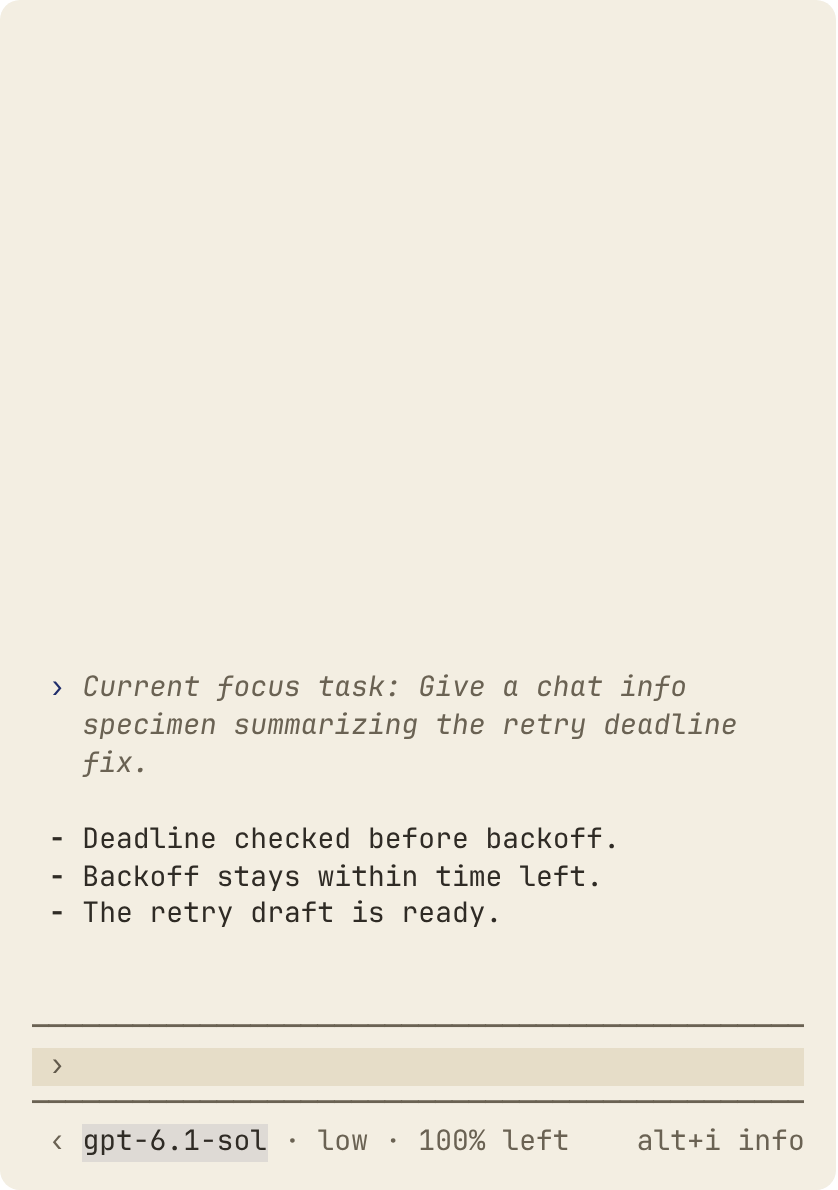 › Current focus task: Give a chat info
specimen summarizing the retry deadline
fix.
- Deadline checked before backoff.
- Backoff stays within time left.
- The retry draft is ready.
›
‹ gpt-6.1-sol · low · 100% left alt+i info